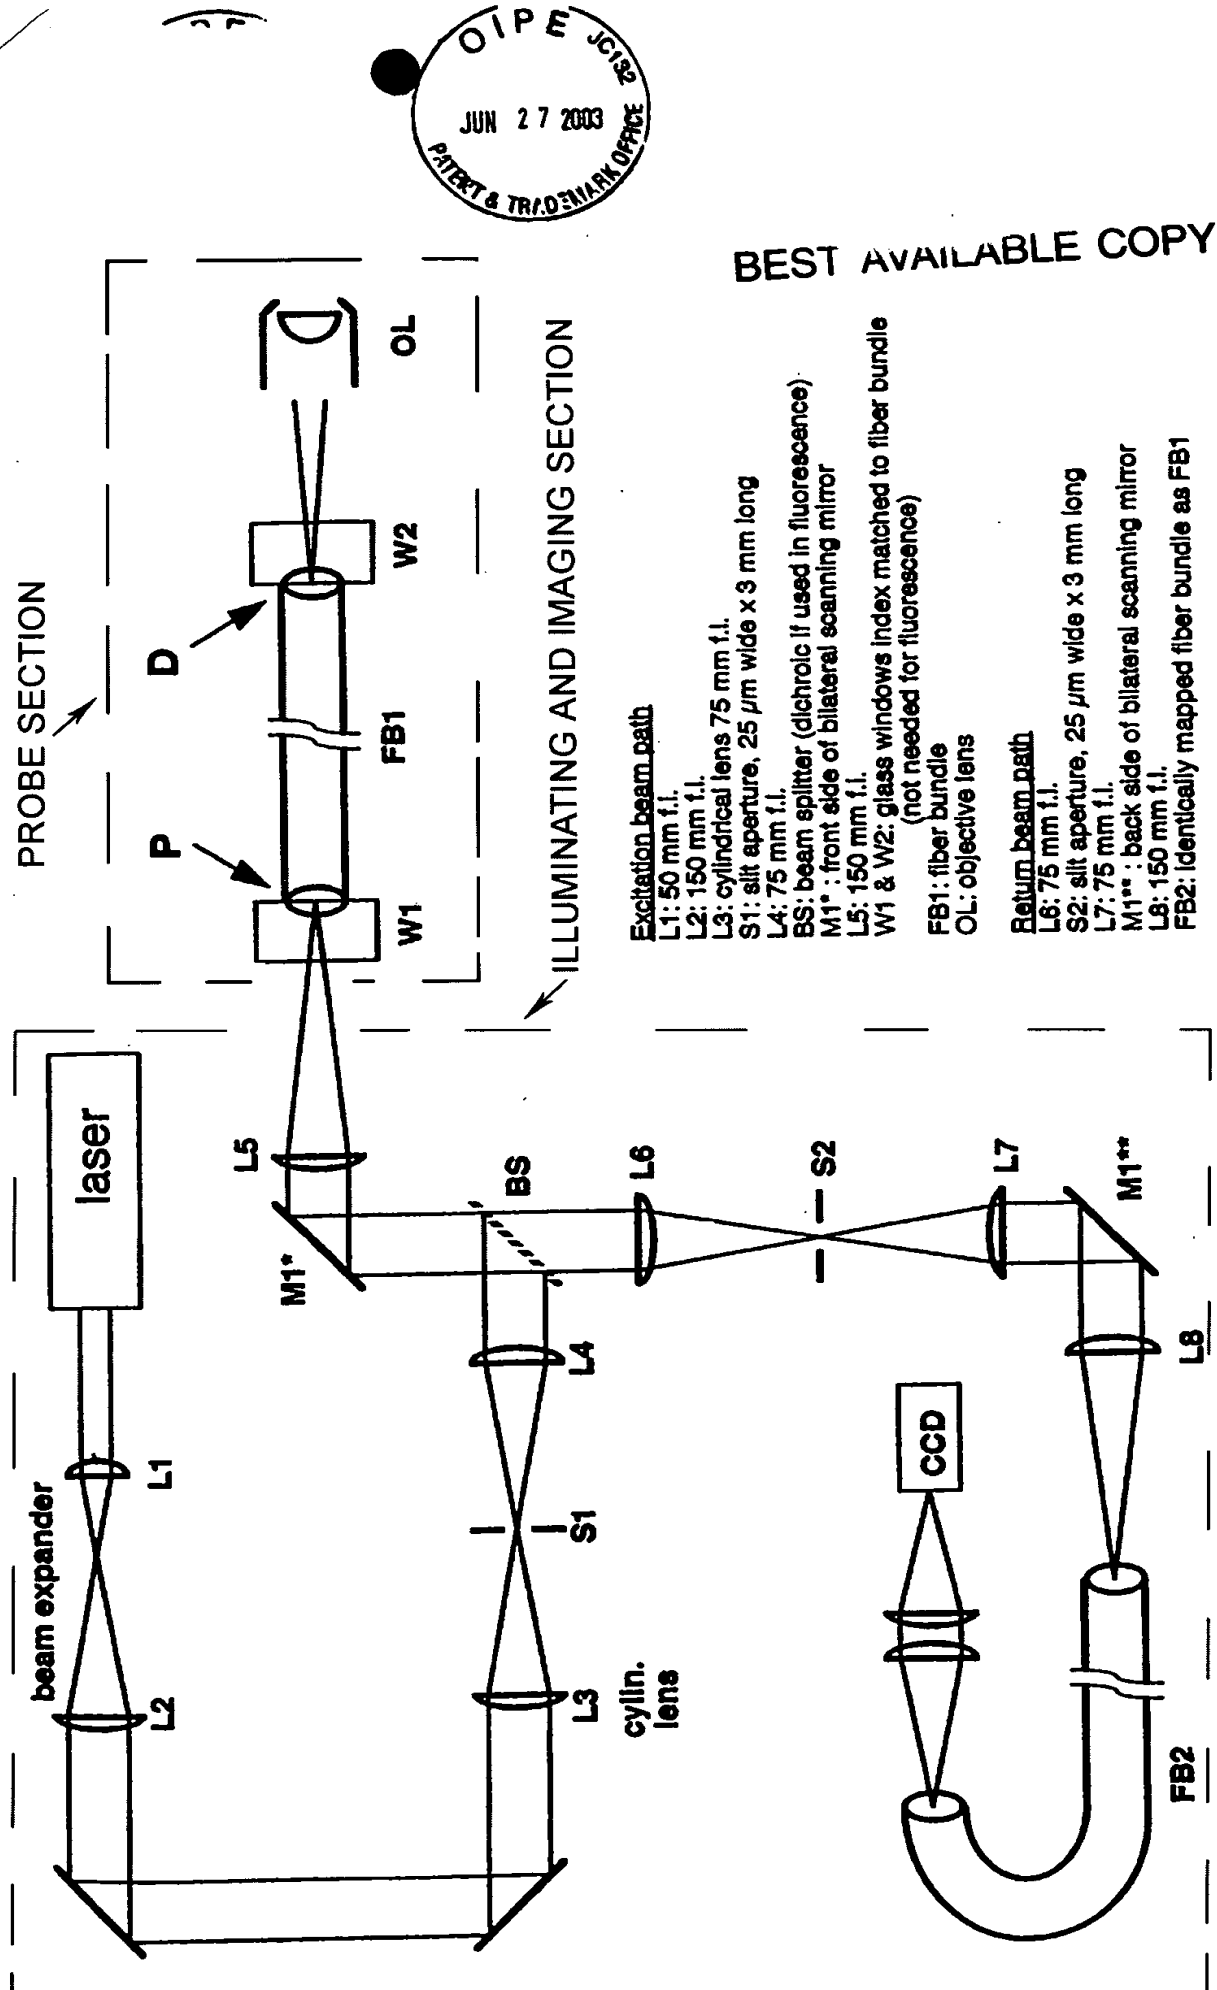 OIPE
JC132
JUN 27 2003
PATENT & TRADEMARK OFFICE
BEST AVAILABLE COPY
PROBE SECTION
P
D
W1
FB1
W2
OL
ILLUMINATING AND IMAGING SECTION
laser
beam expander
L1
L2
L3
cylin.
lens
S1
L4
BS
M1*
L5
L6
S2
L7
M1**
L8
CCD
FB2
Excitation beam path
L1: 50 mm f.l.
L2: 150 mm f.l.
L3: cylindrical lens 75 mm f.l.
S1: slit aperture, 25 μm wide x 3 mm long
L4: 75 mm f.l.
BS: beam splitter (dichroic if used in fluorescence)
M1* : front side of bilateral scanning mirror
L5: 150 mm f.l.
W1 & W2: glass windows index matched to fiber bundle
(not needed for fluorescence)
FB1: fiber bundle
OL: objective lens
Return beam path
L6: 75 mm f.l.
S2: slit aperture, 25 μm wide x 3 mm long
L7: 75 mm f.l.
M1** : back side of bilateral scanning mirror
L8: 150 mm f.l.
FB2: identically mapped fiber bundle as FB1